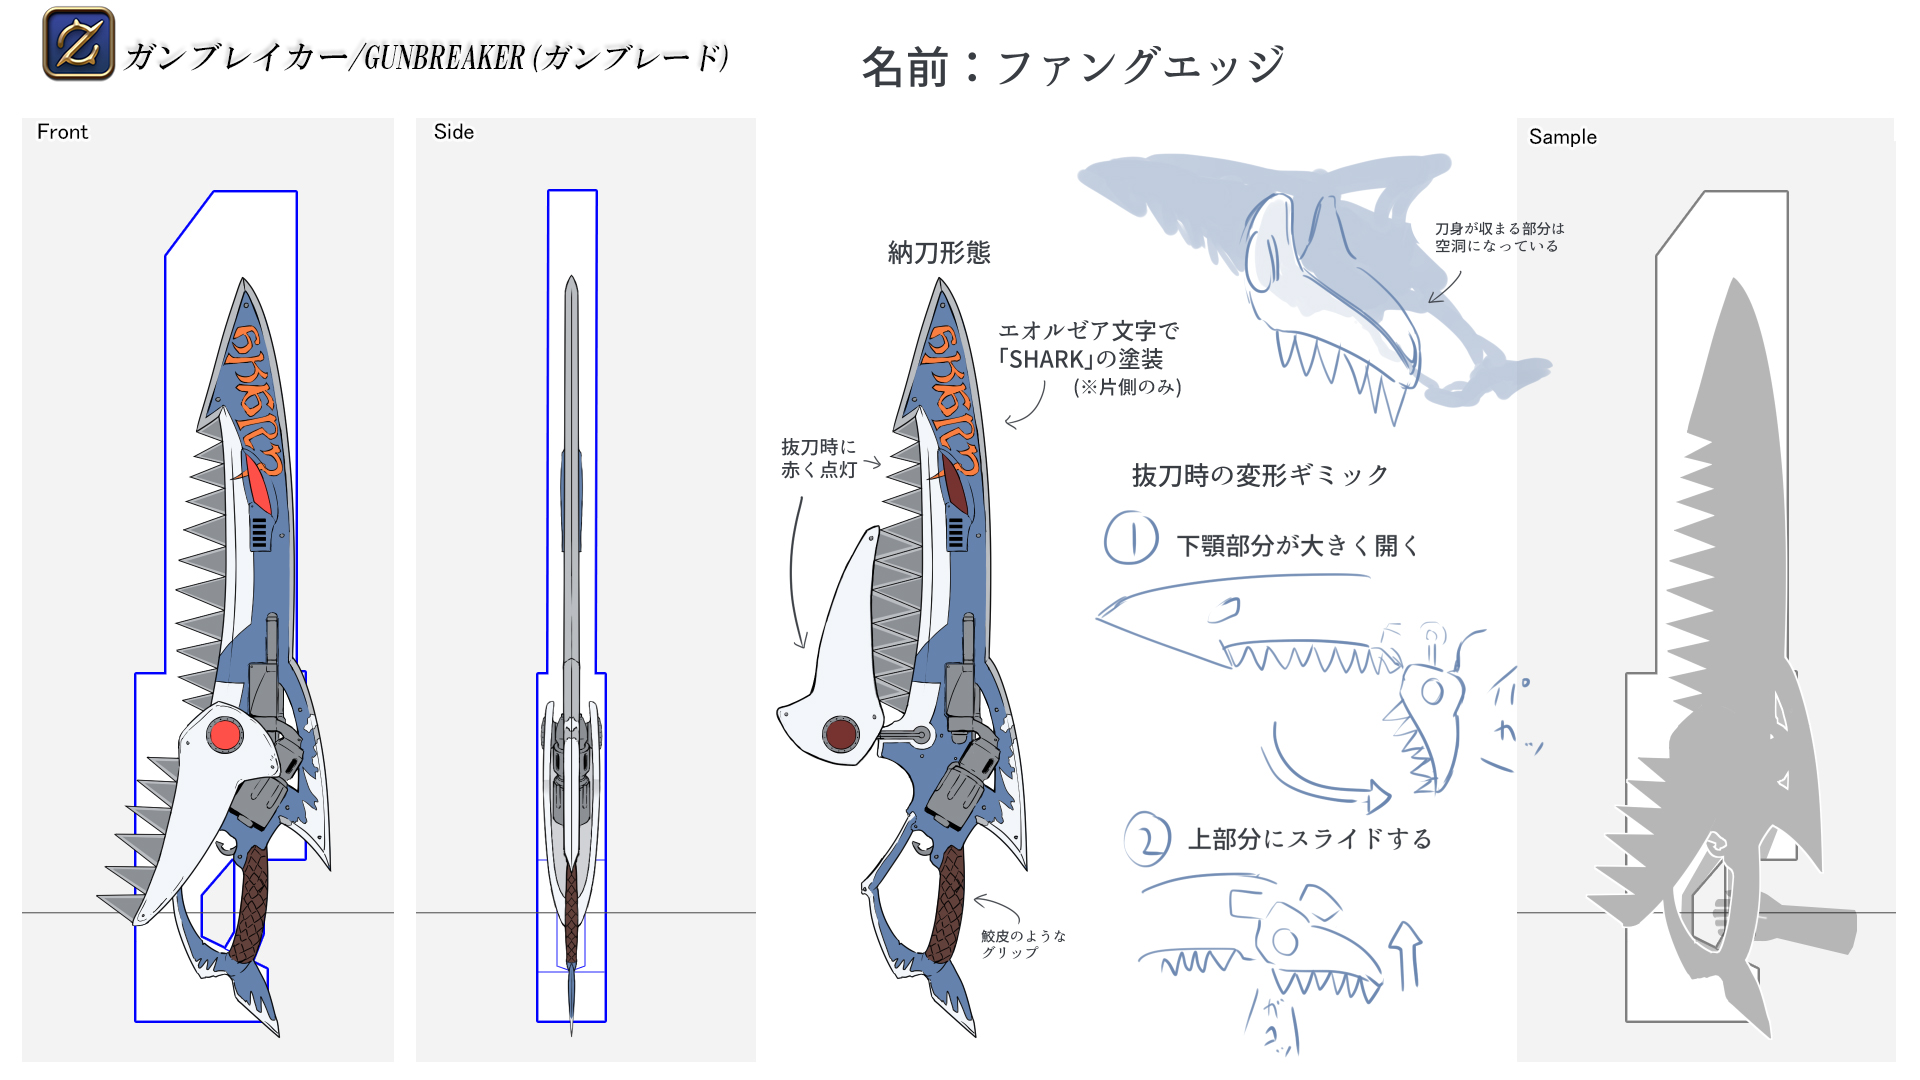 ガンブレイカー/GUNBREAKER (ガンブレード)
名前：ファングエッジ
Front
Side
Sample
刀身が収まる部分は
空洞になっている
納刀形態
エオルゼア文字で
「SHARK」の塗装
(※片側のみ)
抜刀時に
赤く点灯
抜刀時の変形ギミック
1
下顎部分が大きく開く
パカッ
2
上部分にスライドする
ガコッ
鮫皮のような
グリップ